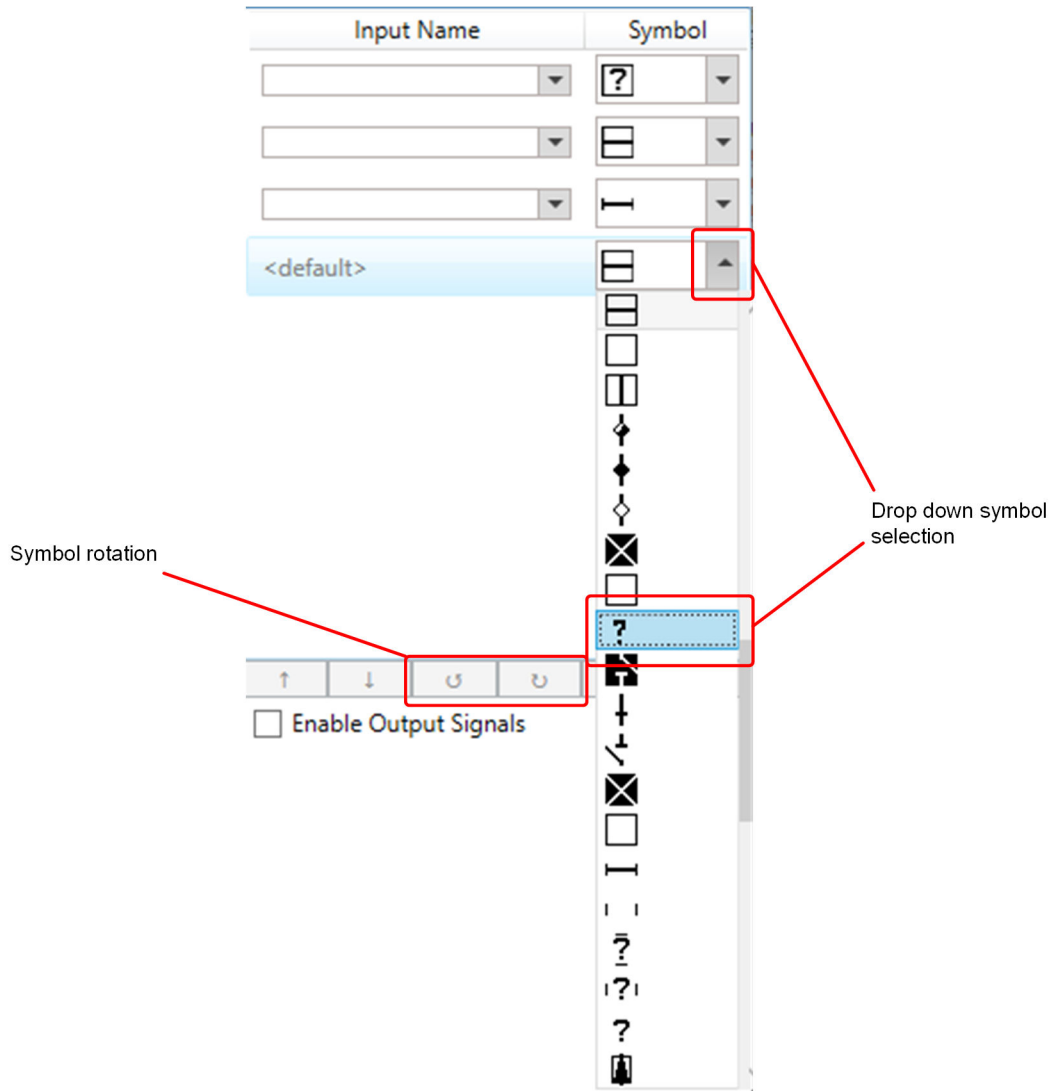 Input Name Symbol
?
<default>
Drop down symbol
selection
Symbol rotation
?
↑ ↓ ↺ ↻
Enable Output Signals
?
?
?